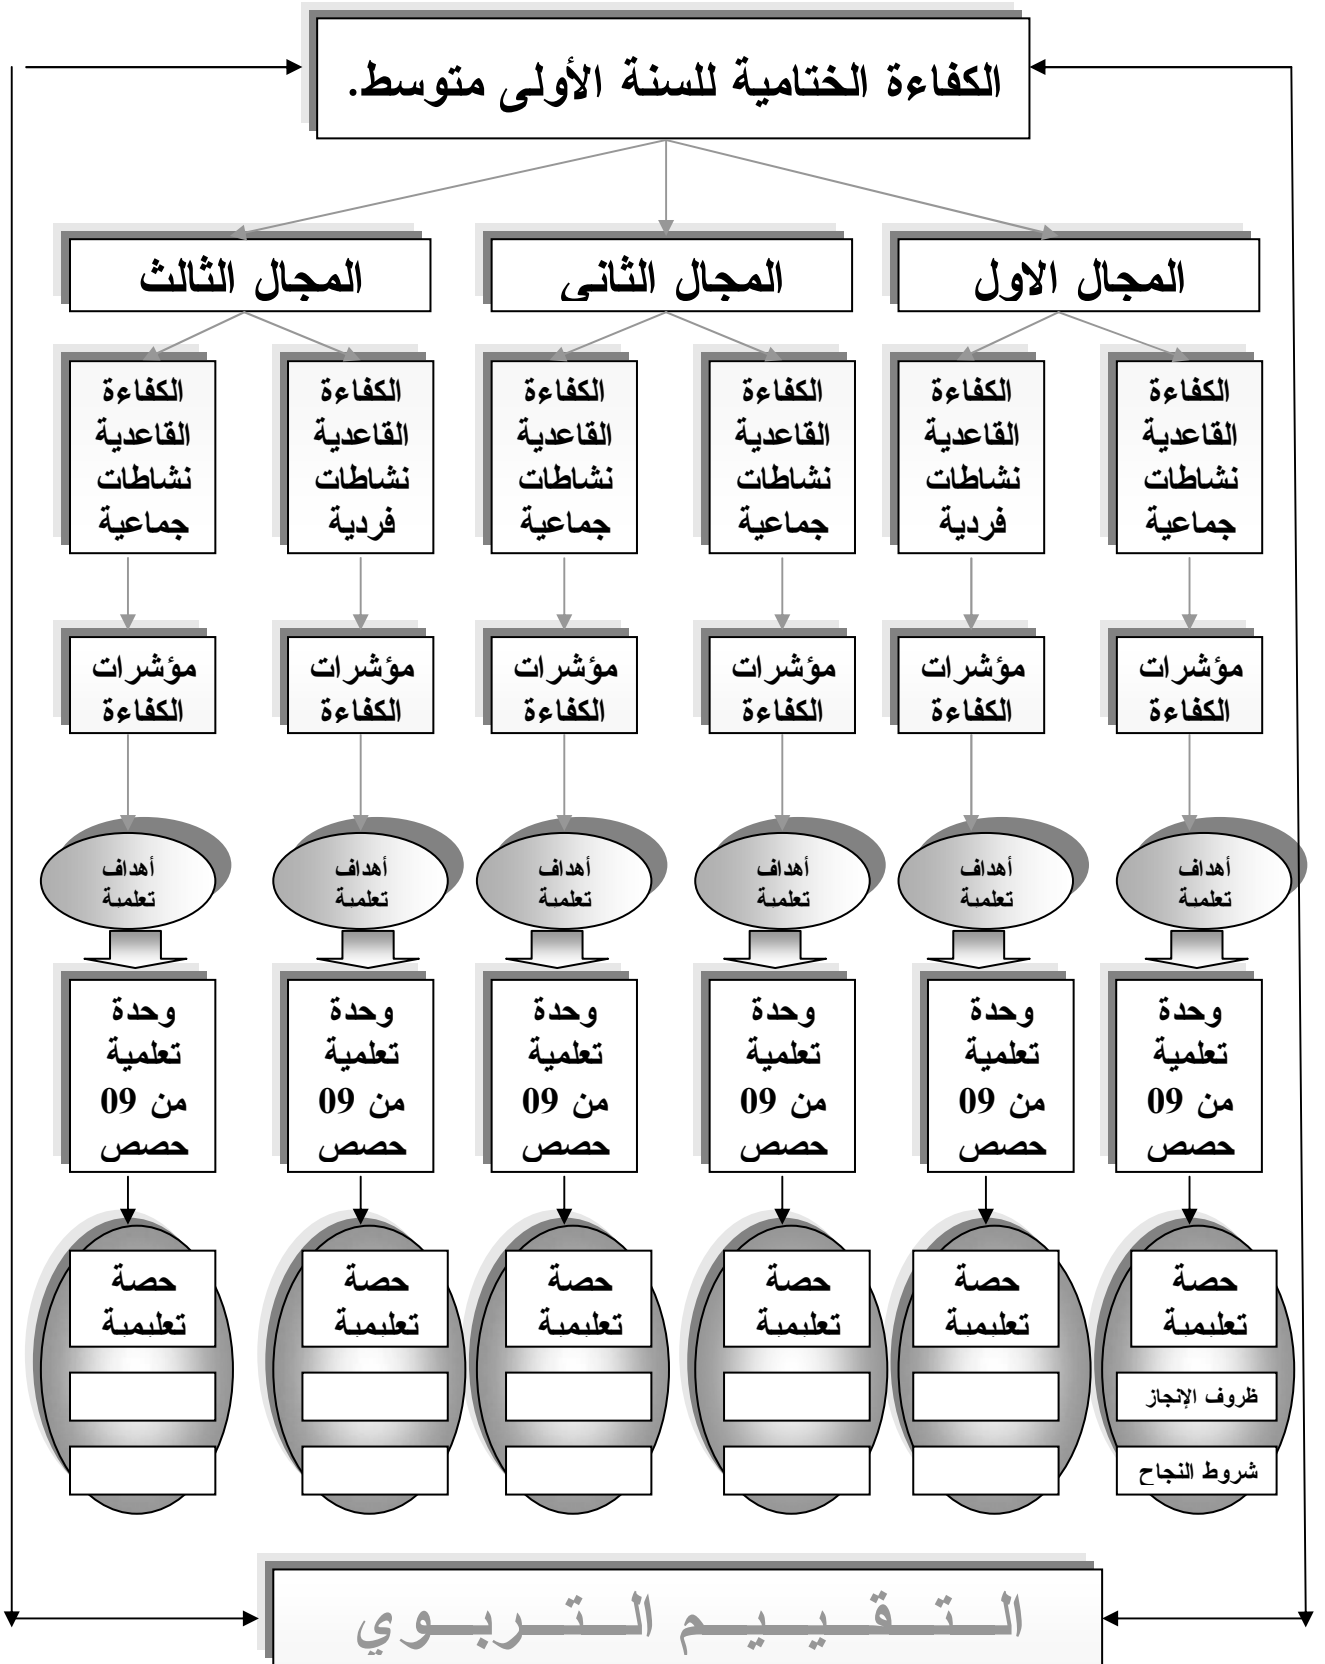 الكفاءة الختامية للسنة الأولى متوسط.
المجال الاول
المجال الثاني
المجال الثالث
الكفاءة
القاعدية
نشاطات
جماعية
الكفاءة
القاعدية
نشاطات
فردية
الكفاءة
القاعدية
نشاطات
جماعية
الكفاءة
القاعدية
نشاطات
جماعية
الكفاءة
القاعدية
نشاطات
فردية
الكفاءة
القاعدية
نشاطات
جماعية
مؤشرات
الكفاءة
مؤشرات
الكفاءة
مؤشرات
الكفاءة
مؤشرات
الكفاءة
مؤشرات
الكفاءة
مؤشرات
الكفاءة
أهداف
تعلمية
أهداف
تعلمية
أهداف
تعلمية
أهداف
تعلمية
أهداف
تعلمية
أهداف
تعلمية
وحدة
تعلمية
من 09
حصص
وحدة
تعلمية
من 09
حصص
وحدة
تعلمية
من 09
حصص
وحدة
تعلمية
من 09
حصص
وحدة
تعلمية
من 09
حصص
وحدة
تعلمية
من 09
حصص
حصة
تعليمية
حصة
تعليمية
حصة
تعليمية
حصة
تعليمية
حصة
تعليمية
حصة
تعليمية
ظروف الإنجاز
شروط النجاح
الـــتـــقـــيـــيـــم الـــتـــربـــوي